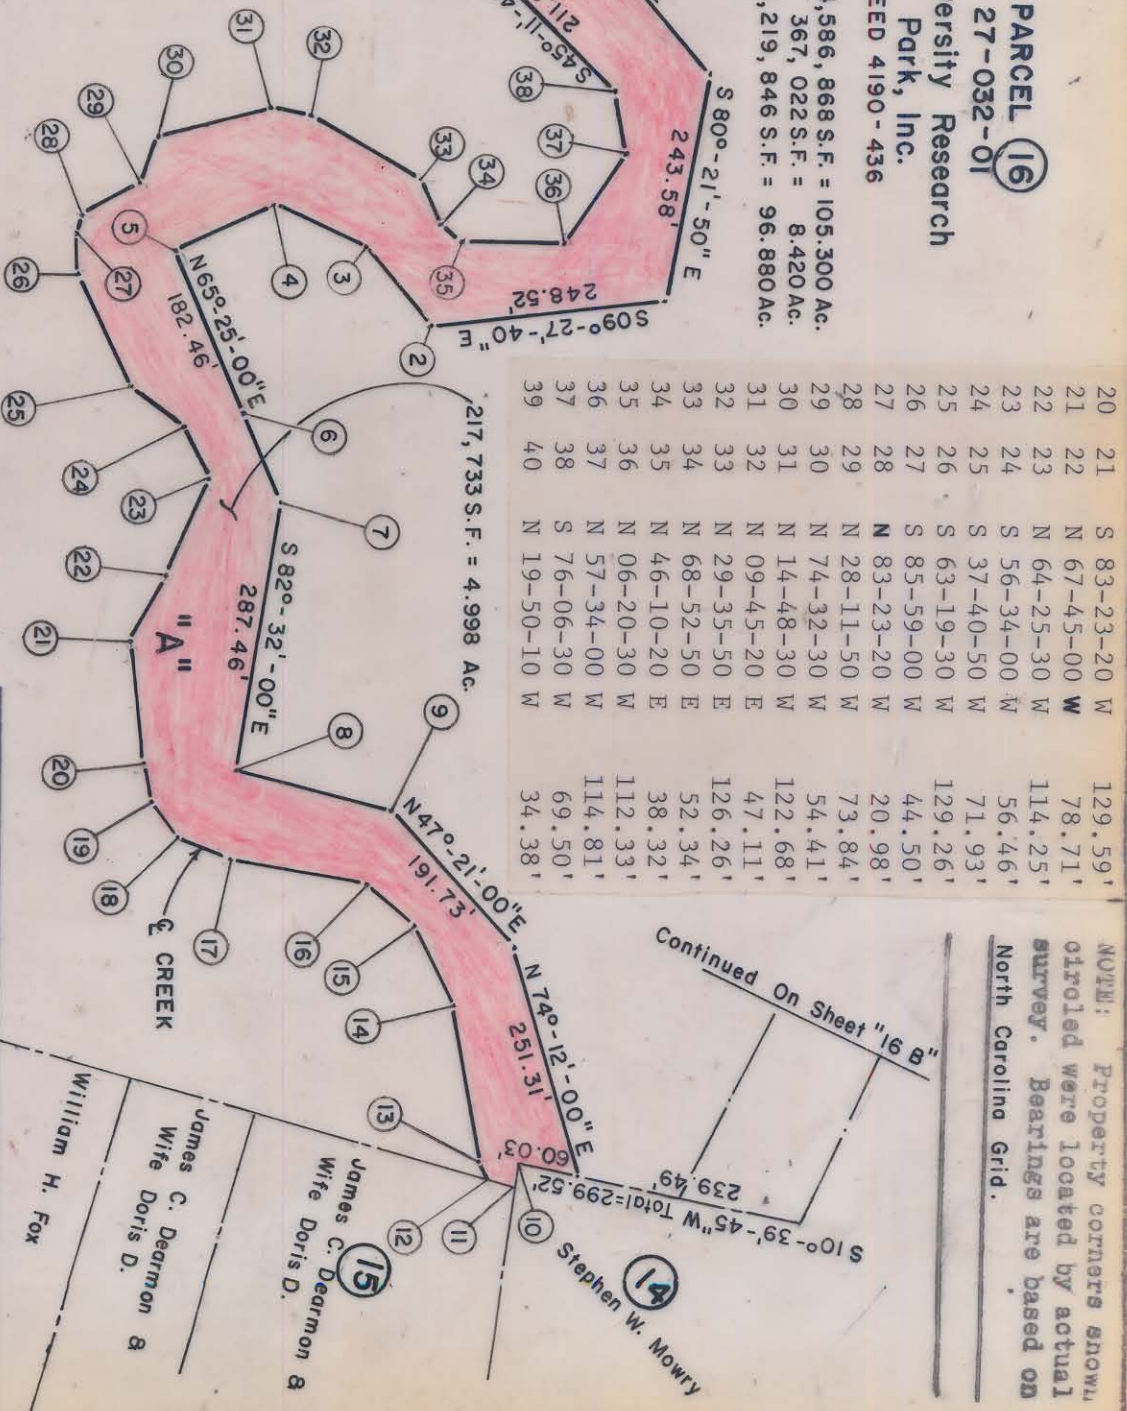 PARCEL 16
27-032-01
ersity Research
Park, Inc.
EED 4190-436
,586,868 S.F. = 105.300 Ac.
367,022 S.F. = 8.420 Ac.
,219,846 S.F. = 96.880 Ac.
20 21 S 83-23-20 W 129.59'
21 22 N 67-45-00 W 78.71'
22 23 N 64-25-30 W 114.25'
23 24 S 56-34-00 W 56.46'
24 25 S 37-40-50 W 71.93'
25 26 S 63-19-30 W 129.26'
26 27 S 85-59-00 W 44.50'
27 28 N 83-23-20 W 20.98'
28 29 N 28-11-50 W 73.84'
29 30 N 74-32-30 W 54.41'
30 31 N 14-48-30 W 122.68'
31 32 N 09-45-20 E 47.11'
32 33 N 29-35-50 E 126.26'
33 34 N 68-52-50 E 52.34'
34 35 N 46-10-20 E 38.32'
35 36 N 06-20-30 W 112.33'
36 37 N 57-34-00 W 114.81'
37 38 S 76-06-30 W 69.50'
39 40 N 19-50-10 W 34.38'
NOTE: Property corners shown
circled were located by actual
survey. Bearings are based on
North Carolina Grid.
Continued On Sheet "16 B"
S 80°-21'-50" E
243.58'
S45°-11'-4
211.
S09°-27'-40" E
248.52'
N65°-25'-00"E
182.46'
217,733 S.F. = 4.998 Ac.
S 82°-32'-00"E
287.46'
"A"
N47°-21'-00"E
191.73'
N 74°-12'-00" E
251.31'
60.03'
S 10°-39'-45" W Total=299.52'
239.49'
2
3
4
5
6
7
8
9
10
11
12
13
14
15
16
17
18
19
20
21
22
23
24
25
26
27
28
29
30
31
32
33
34
35
36
37
38
℄ CREEK
14
Stephen W. Mowry
15
James C. Dearmon &
Wife Doris D.
James C. Dearmon &
Wife Doris D.
William H. Fox